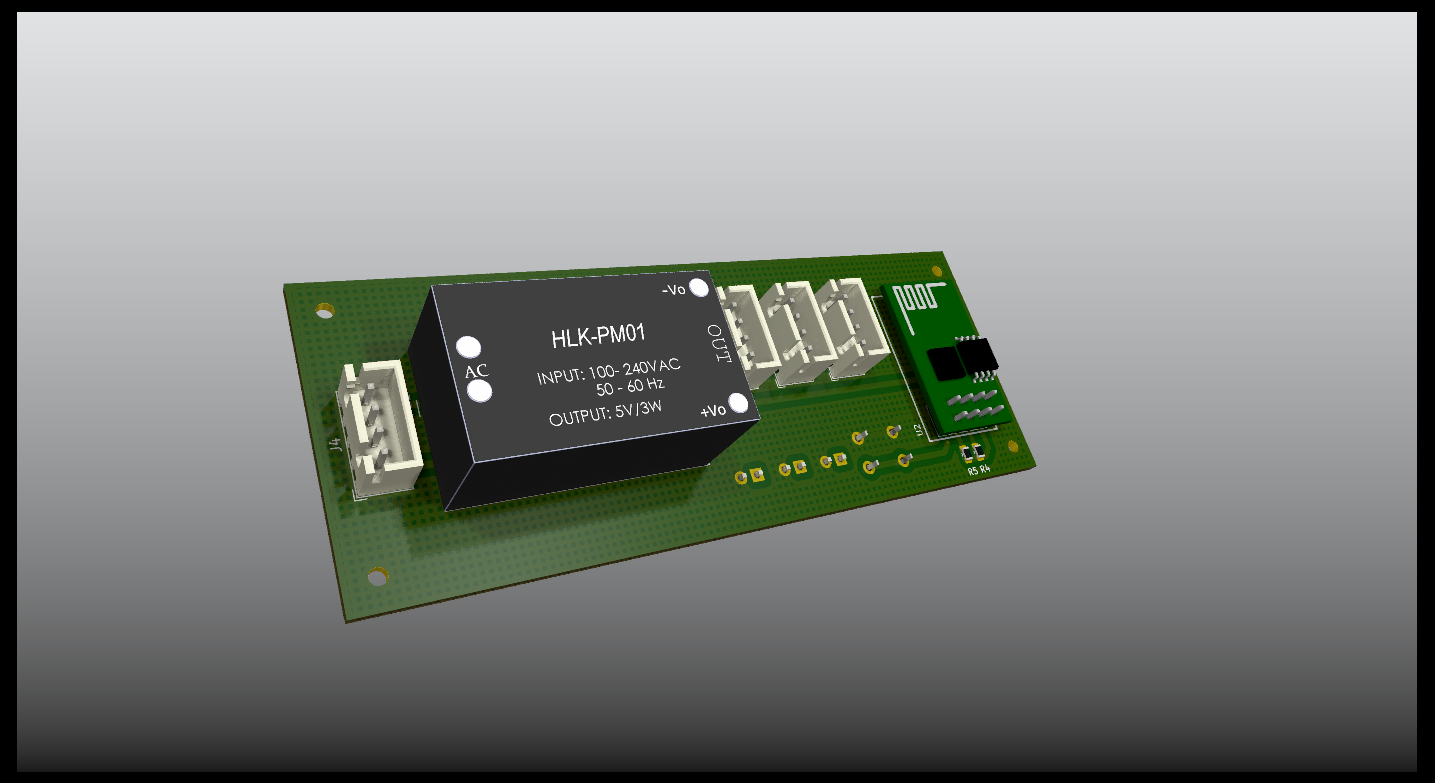 -Vo
HLK-PM01
OUT
AC
INPUT: 100- 240VAC
50 - 60 Hz
OUTPUT: 5V/3W
+Vo
J4
U2
R5 R4